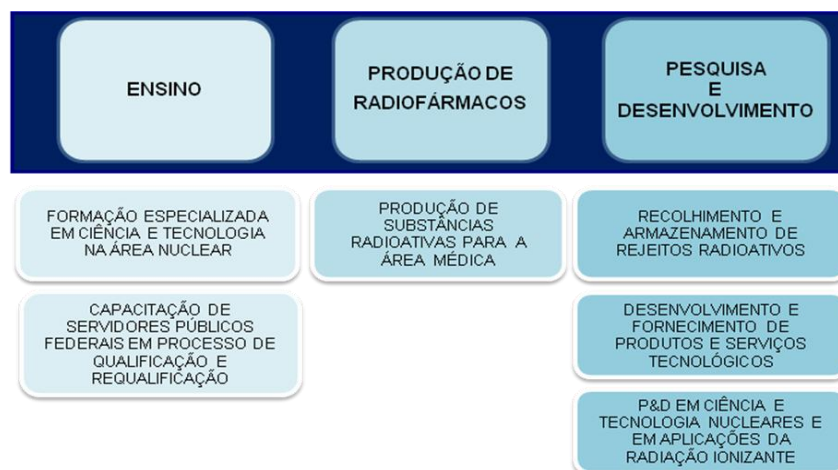 ENSINO
PRODUÇÃO DE
RADIOFÁRMACOS
PESQUISA
E
DESENVOLVIMENTO
FORMAÇÃO ESPECIALIZADA
EM CIÊNCIA E TECNOLOGIA
NA ÁREA NUCLEAR
CAPACITAÇÃO DE
SERVIDORES PÚBLICOS
FEDERAIS EM PROCESSO DE
QUALIFICAÇÃO E
REQUALIFICAÇÃO
PRODUÇÃO DE
SUBSTÂNCIAS
RADIOATIVAS PARA A
ÁREA MÉDICA
RECOLHIMENTO E
ARMAZENAMENTO DE
REJEITOS RADIOATIVOS
DESENVOLVIMENTO E
FORNECIMENTO DE
PRODUTOS E SERVIÇOS
TECNOLÓGICOS
P&D EM CIÊNCIA E
TECNOLOGIA NUCLEARES E
EM APLICAÇÕES DA
RADIAÇÃO IONIZANTE